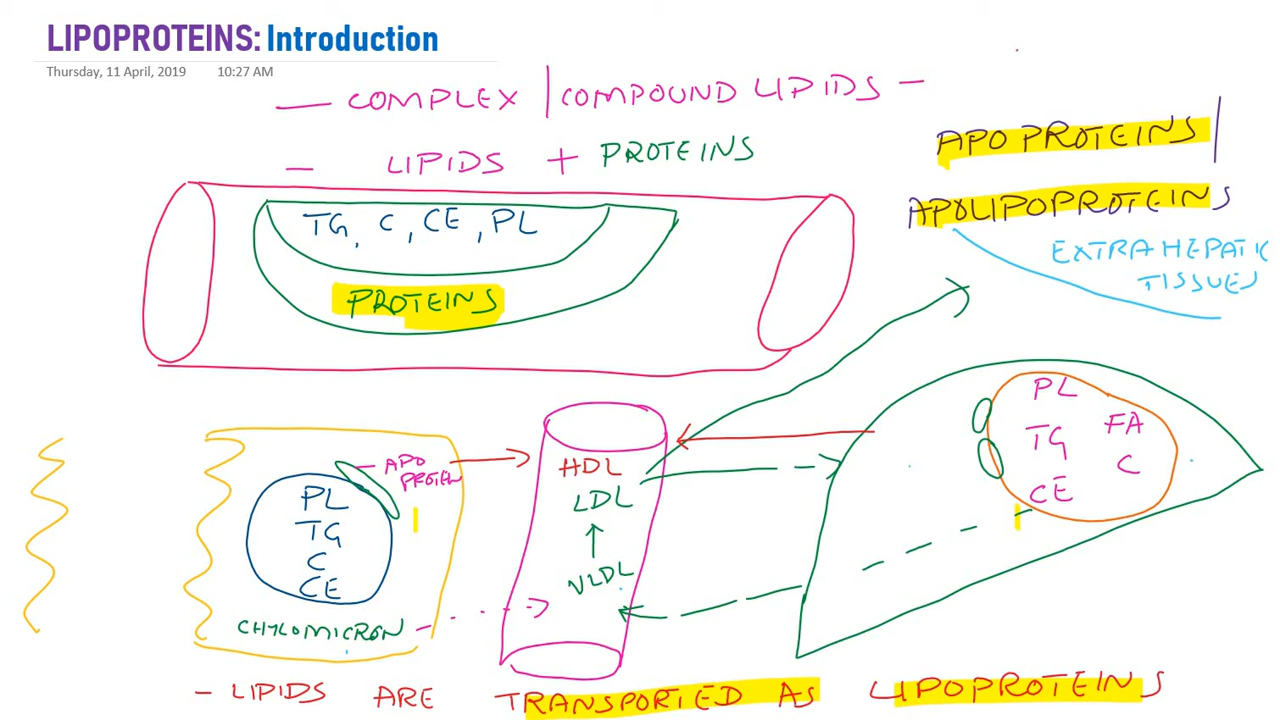 LIPOPROTEINS: Introduction
Thursday, 11 April, 2019 10:27 AM
— COMPLEX | COMPOUND LIPIDS –
– LIPIDS + PROTEINS
APOPROTEINS |
APOLIPOPROTEINS
TG, C, CE, PL
PROTEINS
EXTRAHEPATIC
TISSUES
APO
PROTEIN
PL
TG
C
CE
CHYLOMICRON
HDL
LDL
VLDL
PL
TG FA
CE C
- LIPIDS ARE TRANSPORTED AS LIPOPROTEINS